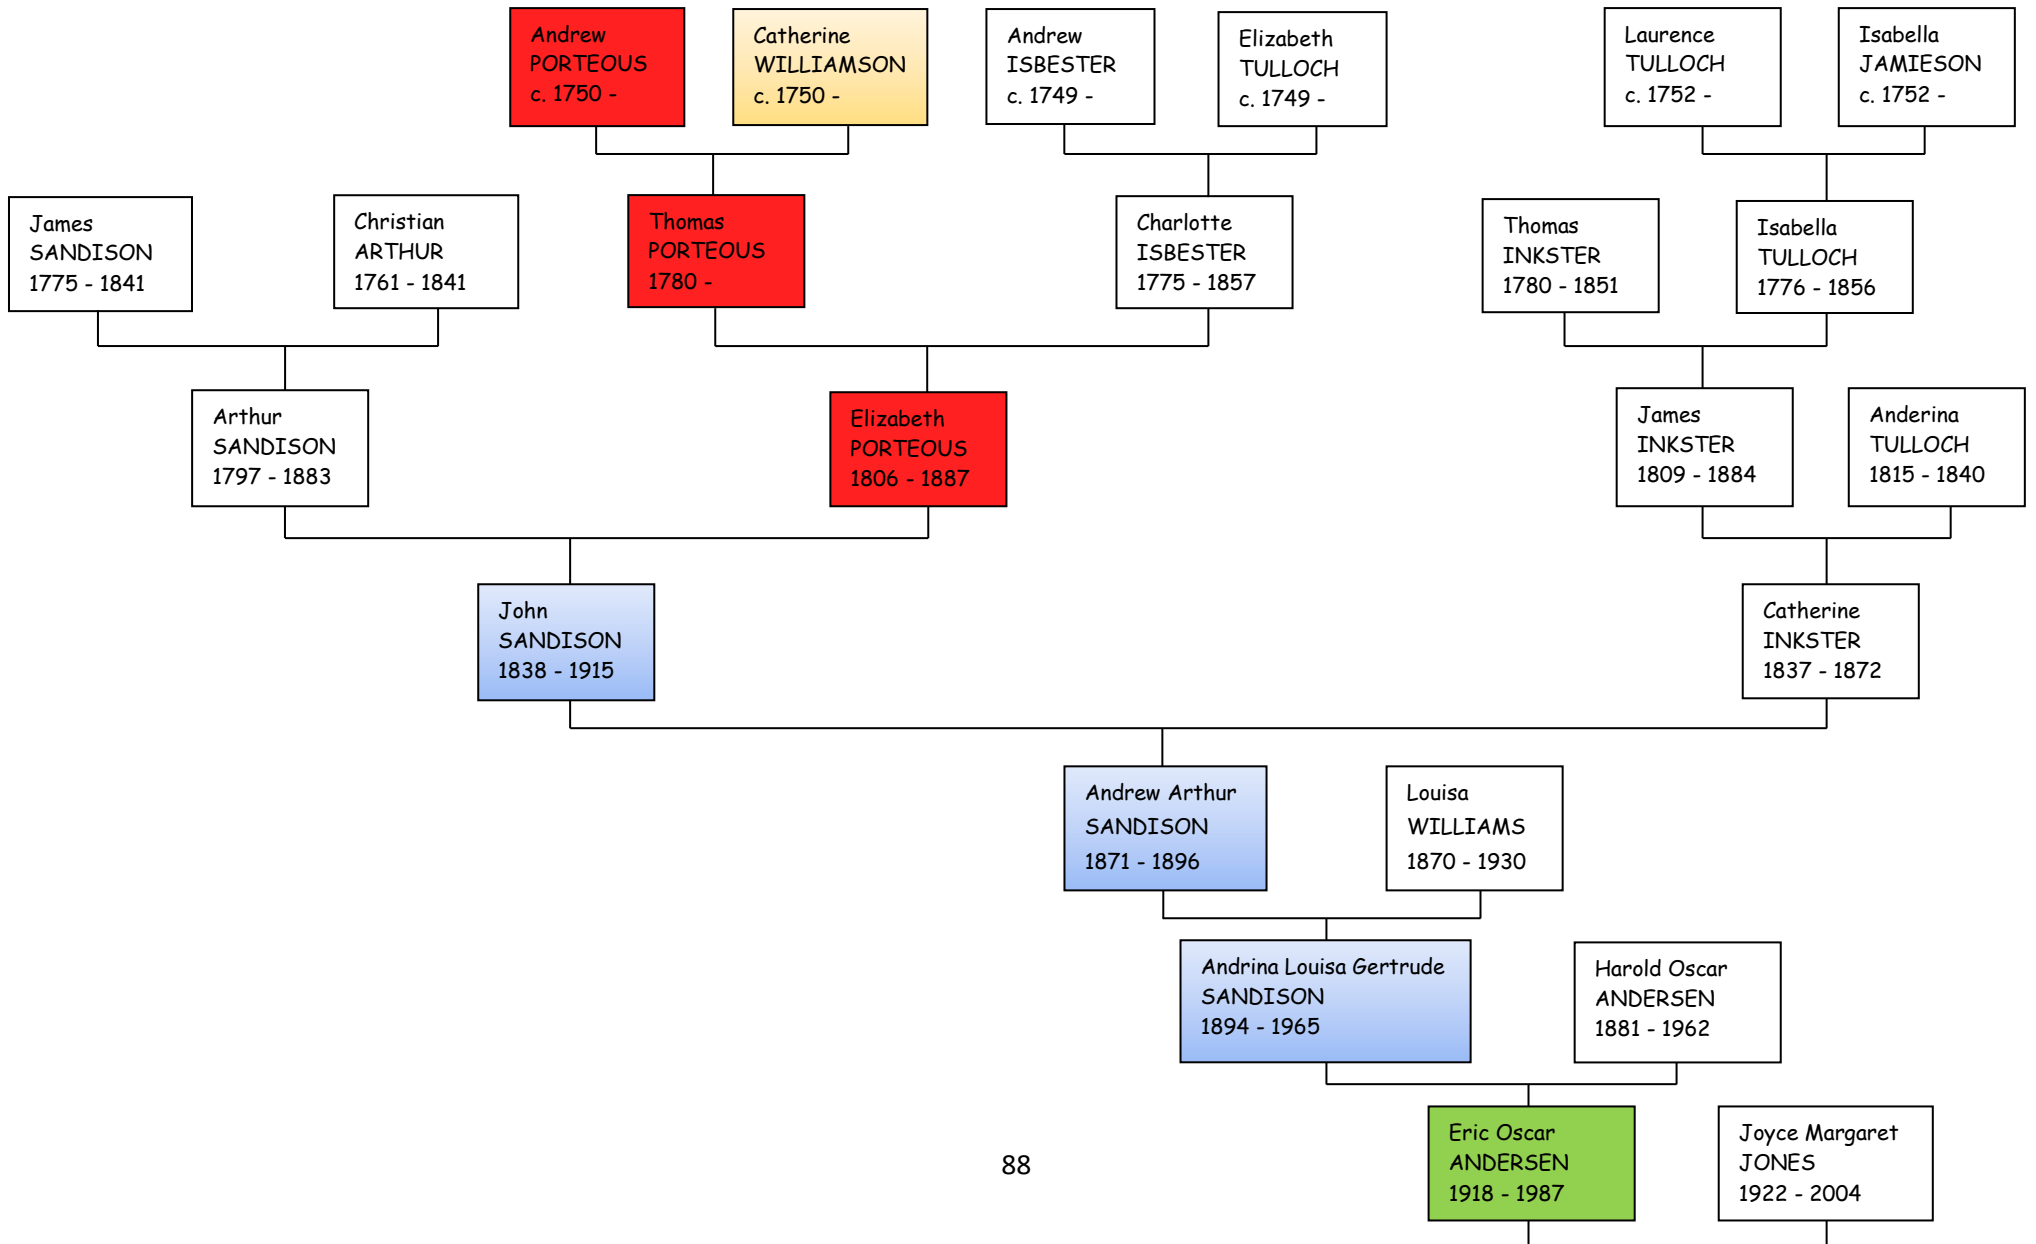 Andrew
PORTEOUS
c. 1750 -
Catherine
WILLIAMSON
c. 1750 -
Andrew
ISBESTER
c. 1749 -
Elizabeth
TULLOCH
c. 1749 -
Laurence
TULLOCH
c. 1752 -
Isabella
JAMIESON
c. 1752 -
James
SANDISON
1775 - 1841
Christian
ARTHUR
1761 - 1841
Thomas
PORTEOUS
1780 -
Charlotte
ISBESTER
1775 - 1857
Thomas
INKSTER
1780 - 1851
Isabella
TULLOCH
1776 - 1856
Arthur
SANDISON
1797 - 1883
Elizabeth
PORTEOUS
1806 - 1887
James
INKSTER
1809 - 1884
Anderina
TULLOCH
1815 - 1840
John
SANDISON
1838 - 1915
Catherine
INKSTER
1837 - 1872
Andrew Arthur
SANDISON
1871 - 1896
Louisa
WILLIAMS
1870 - 1930
Andrina Louisa Gertrude
SANDISON
1894 - 1965
Harold Oscar
ANDERSEN
1881 - 1962
Eric Oscar
ANDERSEN
1918 - 1987
Joyce Margaret
JONES
1922 - 2004
88